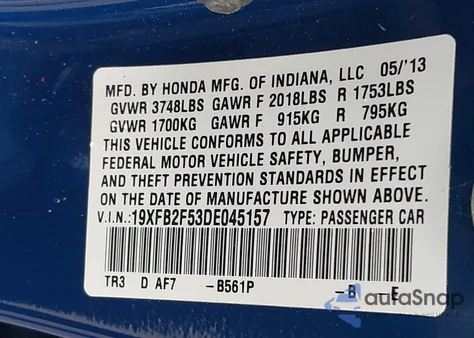 MFD. BY HONDA MFG. OF INDIANA, LLC 05/'13
GVWR 3748LBS GAWR F 2018LBS R 1753LBS
GVWR 1700KG GAWR F 915KG R 795KG
THIS VEHICLE CONFORMS TO ALL APPLICABLE
FEDERAL MOTOR VEHICLE SAFETY, BUMPER,
AND THEFT PREVENTION STANDARDS IN EFFECT
ON THE DATE OF MANUFACTURE SHOWN ABOVE.
V.I.N.:19XFB2F53DE045157 TYPE: PASSENGER CAR
TR3 D AF7 -B561P -B -E
autoSnap